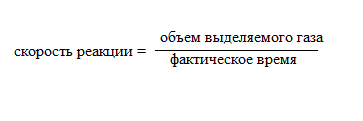 объем выделяемого газа
скорость реакции =
фактическое время